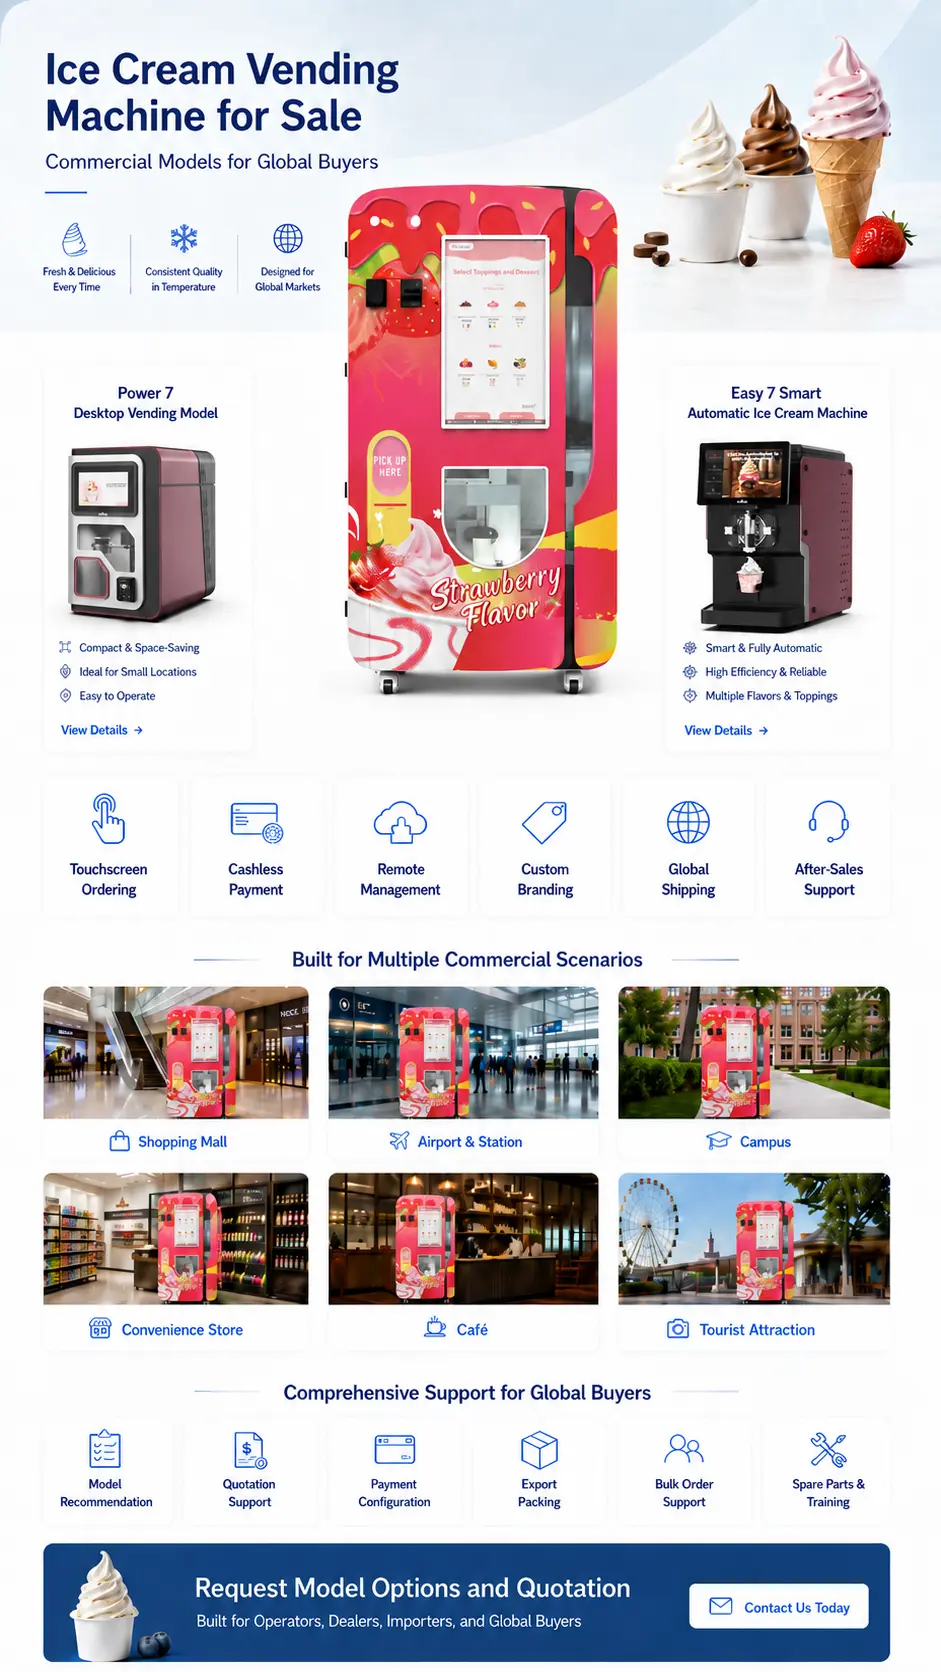 Ice Cream Vending
Machine for Sale
Commercial Models for Global Buyers
Fresh & Delicious
Every Time
Consistent Quality
in Temperature
Designed for
Global Markets
Select Toppings and Dessert
PICK UP
HERE
Strawberry
Flavor
Power 7
Desktop Vending Model
Compact & Space-Saving
Ideal for Small Locations
Easy to Operate
View Details →
Easy 7 Smart
Automatic Ice Cream Machine
Smart & Fully Automatic
High Efficiency & Reliable
Multiple Flavors & Toppings
View Details →
Touchscreen
Ordering
Cashless
Payment
Remote
Management
Custom
Branding
Global
Shipping
After-Sales
Support
Built for Multiple Commercial Scenarios
Shopping Mall
Airport & Station
Campus
Convenience Store
Café
Tourist Attraction
Comprehensive Support for Global Buyers
Model
Recommendation
Quotation
Support
Payment
Configuration
Export
Packing
Bulk Order
Support
Spare Parts &
Training
Request Model Options and Quotation
Built for Operators, Dealers, Importers, and Global Buyers
Contact Us Today